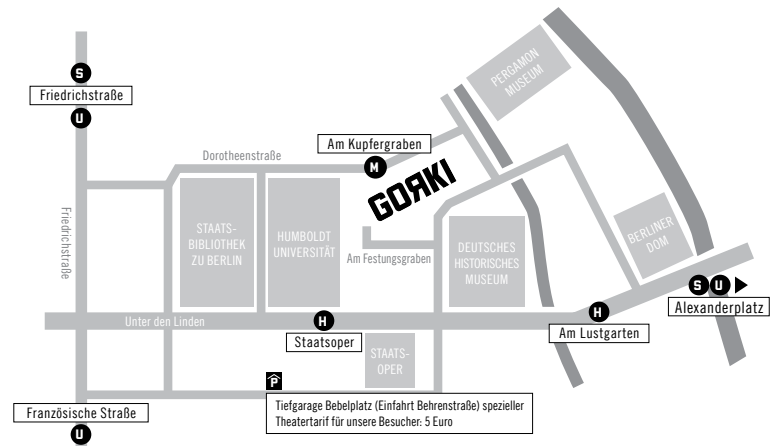 S
Friedrichstraße
U
PERGAMON
MUSEUM
Am Kupfergraben
M
Dorotheenstraße
GORKI
Friedrichstraße
STAATS-
BIBLIOTHEK
ZU BERLIN
HUMBOLDT
UNIVERSITÄT
Am Festungsgraben
DEUTSCHES
HISTORISCHES
MUSEUM
BERLINER
DOM
S U
Alexanderplatz
Unter den Linden
H
Staatsoper
H
Am Lustgarten
STAATS-
OPER
P
Tiefgarage Bebelplatz (Einfahrt Behrenstraße) spezieller
Theatertarif für unsere Besucher: 5 Euro
Französische Straße
U